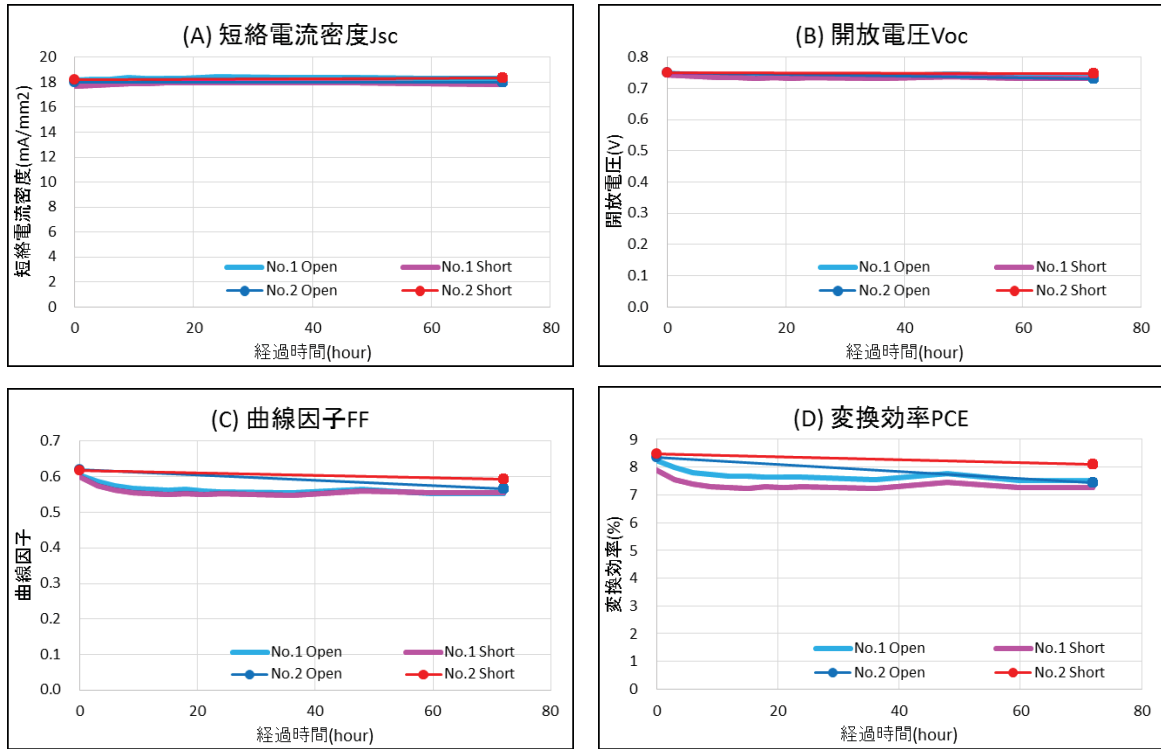 (A) 短絡電流密度Jsc
短絡電流密度(mA/mm2)
20
18
16
14
12
10
8
6
4
2
0
No.1 Open
No.1 Short
No.2 Open
No.2 Short
0 20 40 60 80
経過時間(hour)
(B) 開放電圧Voc
開放電圧(V)
0.8
0.7
0.6
0.5
0.4
0.3
0.2
0.1
0.0
No.1 Open
No.1 Short
No.2 Open
No.2 Short
0 20 40 60 80
経過時間(hour)
(C) 曲線因子FF
曲線因子
0.7
0.6
0.5
0.4
0.3
0.2
0.1
0.0
No.1 Open
No.1 Short
No.2 Open
No.2 Short
0 20 40 60 80
経過時間(hour)
(D) 変換効率PCE
変換効率(%)
9
8
7
6
5
4
3
2
1
0
No.1 Open
No.1 Short
No.2 Open
No.2 Short
0 20 40 60 80
経過時間(hour)